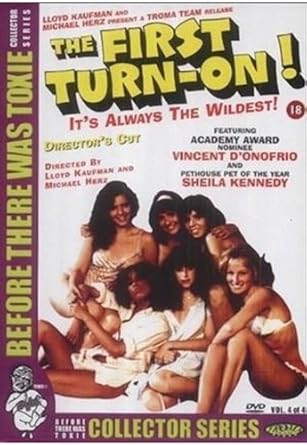 COLLECTOR SERIES
BEFORE THERE WAS TOXIE
LLOYD KAUFMAN AND
MICHAEL HERZ PRESENT A TROMA TEAM RELEASE
THE FIRST
TURN-ON!
IT'S ALWAYS THE WILDEST!
18
DIRECTOR'S CUT
DIRECTED BY
LLOYD KAUFMAN AND
MICHAEL HERZ
FEATURING
ACADEMY AWARD
NOMINEE
VINCENT D'ONOFRIO
AND
PETHOUSE PET OF THE YEAR
SHEILA KENNEDY
BEFORE
THERE WAS
TOXIE
COLLECTOR SERIES
DVD
VOL. 4 of 4